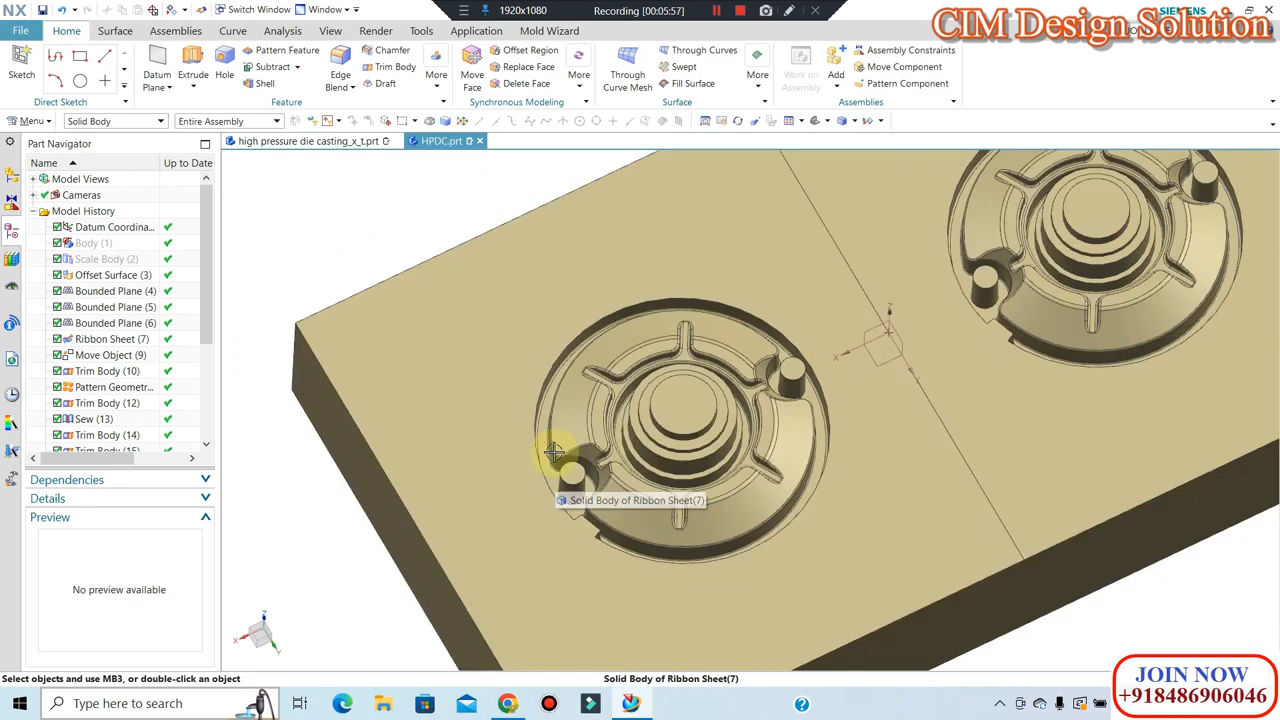 NX
Switch Window
Window
1920x1080
Recording [00:05:57]
SIEMENS
CIM Design Solution
File
Home
Surface
Assemblies
Curve
Analysis
View
Render
Tools
Application
Mold Wizard
Sketch
Direct Sketch
Datum Plane
Extrude
Hole
Pattern Feature
Subtract
Shell
Edge Blend
Chamfer
Trim Body
Draft
More
Feature
Move Face
Offset Region
Replace Face
Delete Face
More
Synchronous Modeling
Through Curve Mesh
Through Curves
Swept
Fill Surface
More
Surface
Work on Assembly
Add
Assembly Constraints
Move Component
Pattern Component
Assemblies
Menu
Solid Body
Entire Assembly
Part Navigator
high pressure die casting_x_t.prt
HPDC.prt
Name
Up to Date
Model Views
Cameras
Model History
Datum Coordina...
Body (1)
Scale Body (2)
Offset Surface (3)
Bounded Plane (4)
Bounded Plane (5)
Bounded Plane (6)
Ribbon Sheet (7)
Move Object (9)
Trim Body (10)
Pattern Geometr...
Trim Body (12)
Sew (13)
Trim Body (14)
Trim Body (15)
Dependencies
Details
Preview
No preview available
Solid Body of Ribbon Sheet(7)
Z
X
Y
Z
X
Y
Select objects and use MB3, or double-click an object
Solid Body of Ribbon Sheet(7)
JOIN NOW
+918486906046
Type here to search